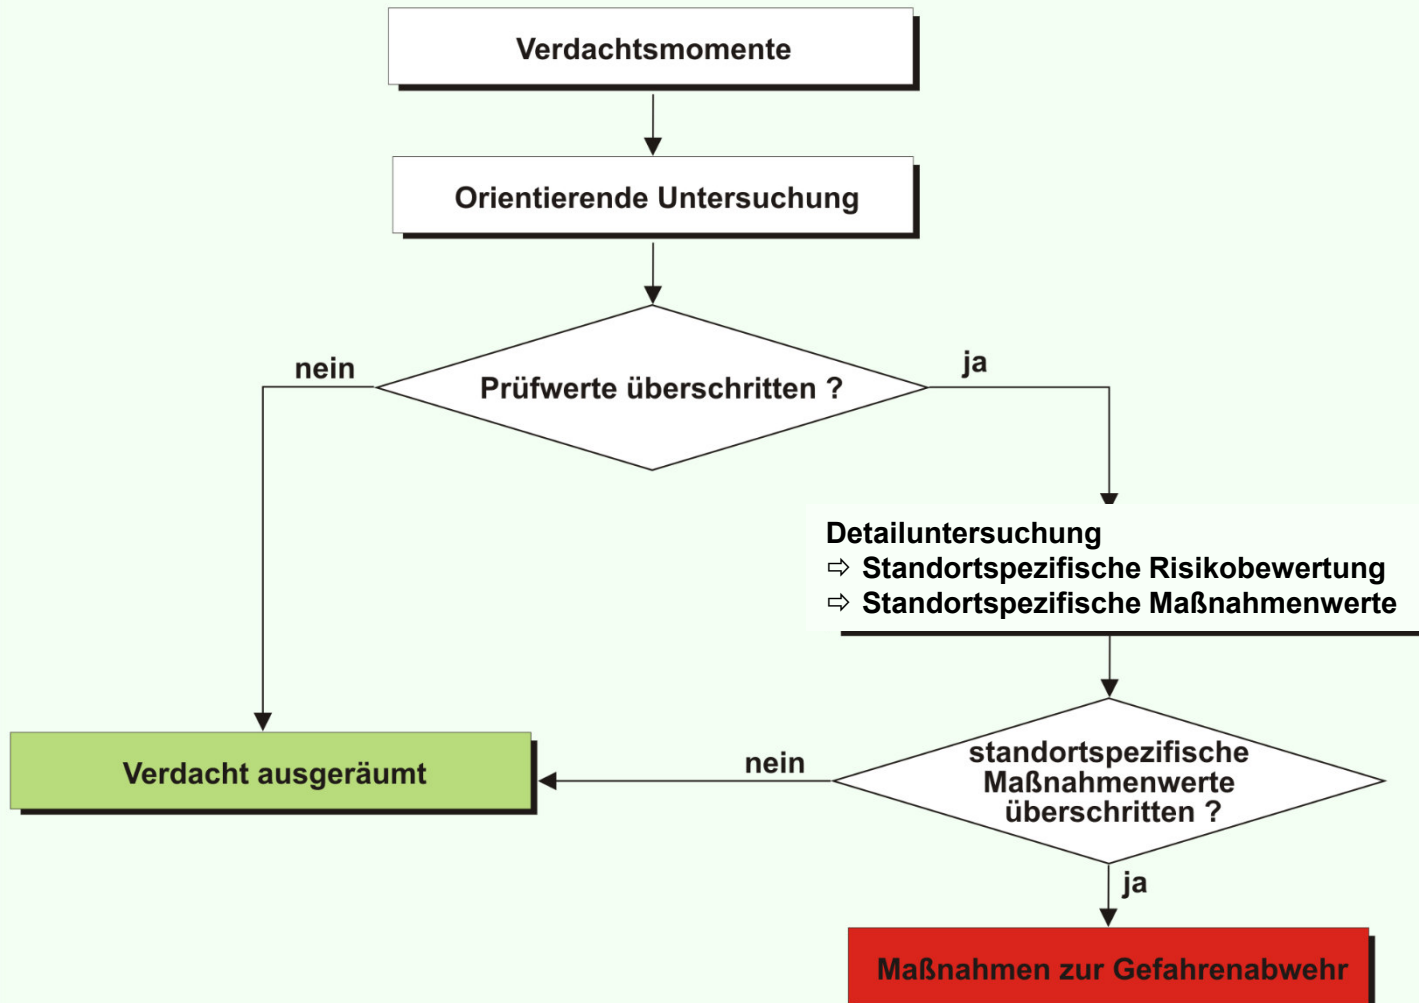 Verdachtsmomente
Orientierende Untersuchung
nein
ja
Prüfwerte überschritten ?
Detailuntersuchung
⇨ Standortspezifische Risikobewertung
⇨ Standortspezifische Maßnahmenwerte
Verdacht ausgeräumt
nein
standortspezifische
Maßnahmenwerte
überschritten ?
ja
Maßnahmen zur Gefahrenabwehr